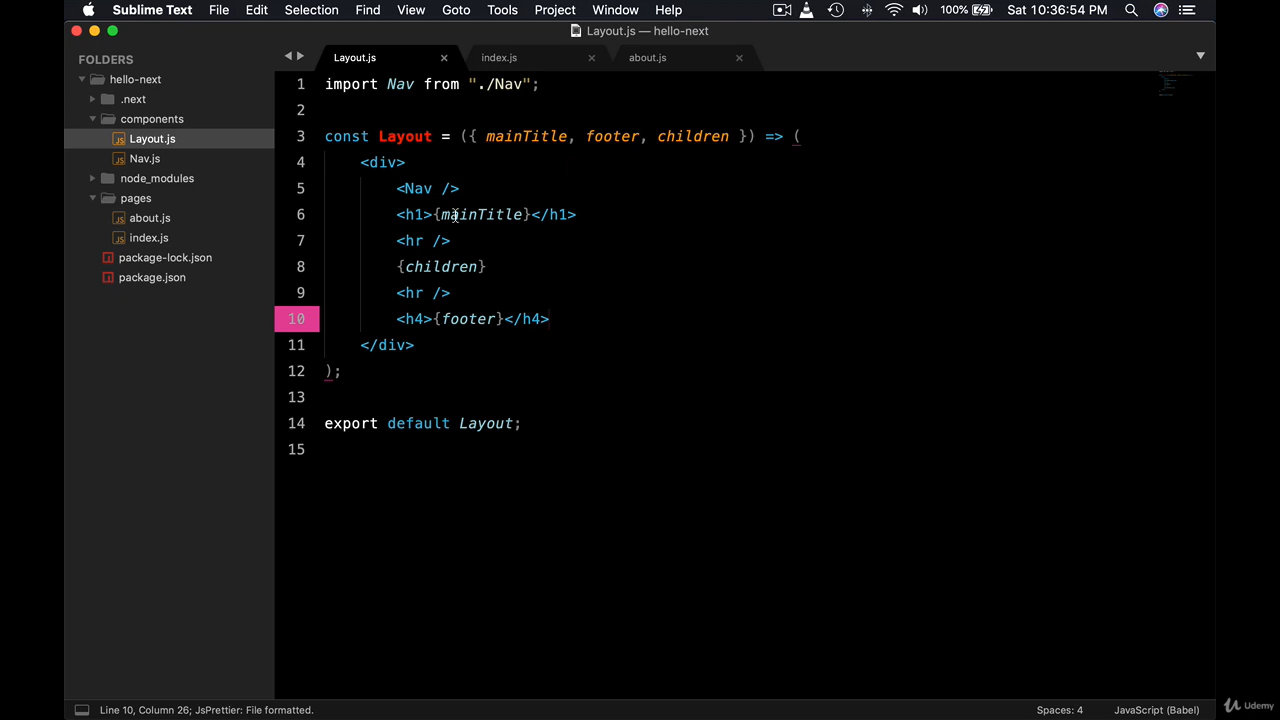 Sublime Text File Edit Selection Find View Goto Tools Project Window Help 100% Sat 10:36:54 PM
Layout.js — hello-next
FOLDERS
hello-next
.next
components
Layout.js
Nav.js
node_modules
pages
about.js
index.js
package-lock.json
package.json
Layout.js index.js about.js
1 import Nav from "./Nav";
2
3 const Layout = ({ mainTitle, footer, children }) => (
4 <div>
5 <Nav />
6 <h1>{mainTitle}</h1>
7 <hr />
8 {children}
9 <hr />
10 <h4>{footer}</h4>
11 </div>
12 );
13
14 export default Layout;
15
Line 10, Column 26; JsPrettier: File formatted. Spaces: 4 JavaScript (Babel)
Udemy